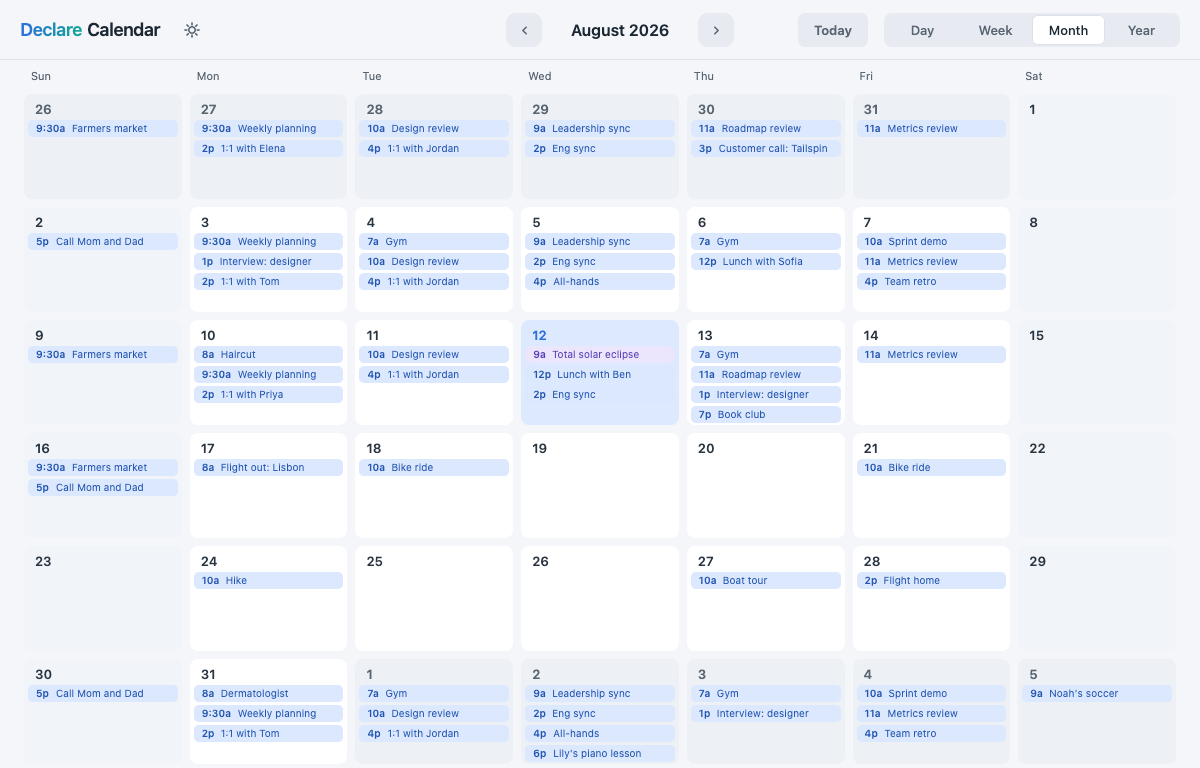 Declare Calendar
‹ August 2026 ›
Today
Day Week Month Year
Sun Mon Tue Wed Thu Fri Sat
26
9:30a Farmers market
27
9:30a Weekly planning
2p 1:1 with Elena
28
10a Design review
4p 1:1 with Jordan
29
9a Leadership sync
2p Eng sync
30
11a Roadmap review
3p Customer call: Tailspin
31
11a Metrics review
1
2
5p Call Mom and Dad
3
9:30a Weekly planning
1p Interview: designer
2p 1:1 with Tom
4
7a Gym
10a Design review
4p 1:1 with Jordan
5
9a Leadership sync
2p Eng sync
4p All-hands
6
7a Gym
12p Lunch with Sofia
7
10a Sprint demo
11a Metrics review
4p Team retro
8
9
9:30a Farmers market
10
8a Haircut
9:30a Weekly planning
2p 1:1 with Priya
11
10a Design review
4p 1:1 with Jordan
12
9a Total solar eclipse
12p Lunch with Ben
2p Eng sync
13
7a Gym
11a Roadmap review
1p Interview: designer
7p Book club
14
11a Metrics review
15
16
9:30a Farmers market
5p Call Mom and Dad
17
8a Flight out: Lisbon
18
10a Bike ride
19
20
21
10a Bike ride
22
23
24
10a Hike
25
26
27
10a Boat tour
28
2p Flight home
29
30
5p Call Mom and Dad
31
8a Dermatologist
9:30a Weekly planning
2p 1:1 with Tom
1
7a Gym
10a Design review
4p 1:1 with Jordan
2
9a Leadership sync
2p Eng sync
4p All-hands
6p Lily's piano lesson
3
7a Gym
1p Interview: designer
4
10a Sprint demo
11a Metrics review
4p Team retro
5
9a Noah's soccer